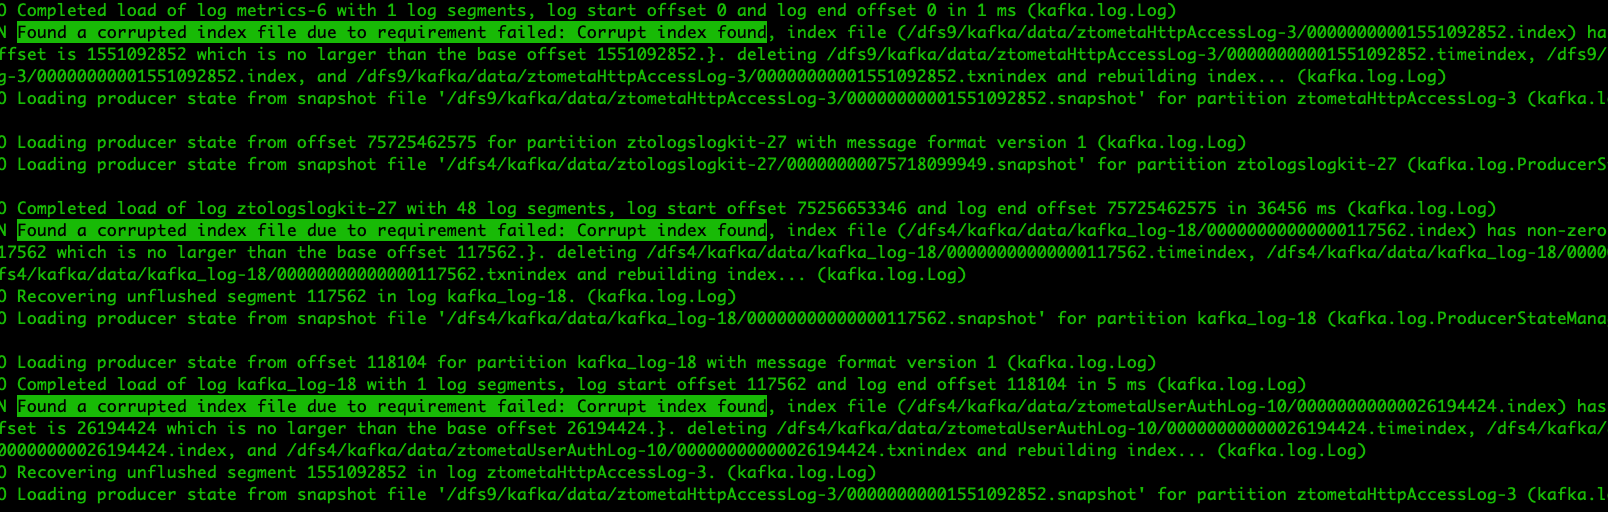 O Completed load of log metrics-6 with 1 log segments, log start offset 0 and log end offset 0 in 1 ms (kafka.log.Log)
N Found a corrupted index file due to requirement failed: Corrupt index found, index file (/dfs9/kafka/data/ztometaHttpAccessLog-3/00000000001551092852.index) has
ffset is 1551092852 which is no larger than the base offset 1551092852.}. deleting /dfs9/kafka/data/ztometaHttpAccessLog-3/00000000001551092852.timeindex, /dfs9/
g-3/00000000001551092852.index, and /dfs9/kafka/data/ztometaHttpAccessLog-3/00000000001551092852.txnindex and rebuilding index... (kafka.log.Log)
O Loading producer state from snapshot file '/dfs9/kafka/data/ztometaHttpAccessLog-3/00000000001551092852.snapshot' for partition ztometaHttpAccessLog-3 (kafka.l
O Loading producer state from offset 75725462575 for partition ztologslogkit-27 with message format version 1 (kafka.log.Log)
O Loading producer state from snapshot file '/dfs4/kafka/data/ztologslogkit-27/00000000075718099949.snapshot' for partition ztologslogkit-27 (kafka.log.ProducerS
O Completed load of log ztologslogkit-27 with 48 log segments, log start offset 75256653346 and log end offset 75725462575 in 36456 ms (kafka.log.Log)
N Found a corrupted index file due to requirement failed: Corrupt index found, index file (/dfs4/kafka/data/kafka_log-18/00000000000000117562.index) has non-zero
17562 which is no larger than the base offset 117562.}. deleting /dfs4/kafka/data/kafka_log-18/00000000000000117562.timeindex, /dfs4/kafka/data/kafka_log-18/0000
fs4/kafka/data/kafka_log-18/00000000000000117562.txnindex and rebuilding index... (kafka.log.Log)
O Recovering unflushed segment 117562 in log kafka_log-18. (kafka.log.Log)
O Loading producer state from snapshot file '/dfs4/kafka/data/kafka_log-18/00000000000000117562.snapshot' for partition kafka_log-18 (kafka.log.ProducerStateMana
O Loading producer state from offset 118104 for partition kafka_log-18 with message format version 1 (kafka.log.Log)
O Completed load of log kafka_log-18 with 1 log segments, log start offset 117562 and log end offset 118104 in 5 ms (kafka.log.Log)
N Found a corrupted index file due to requirement failed: Corrupt index found, index file (/dfs4/kafka/data/ztometaUserAuthLog-10/00000000000026194424.index) has
fset is 26194424 which is no larger than the base offset 26194424.}. deleting /dfs4/kafka/data/ztometaUserAuthLog-10/00000000000026194424.timeindex, /dfs4/kafka/
00000000026194424.index, and /dfs4/kafka/data/ztometaUserAuthLog-10/00000000000026194424.txnindex and rebuilding index... (kafka.log.Log)
O Recovering unflushed segment 1551092852 in log ztometaHttpAccessLog-3. (kafka.log.Log)
O Loading producer state from snapshot file '/dfs9/kafka/data/ztometaHttpAccessLog-3/00000000001551092852.snapshot' for partition ztometaHttpAccessLog-3 (kafka.l